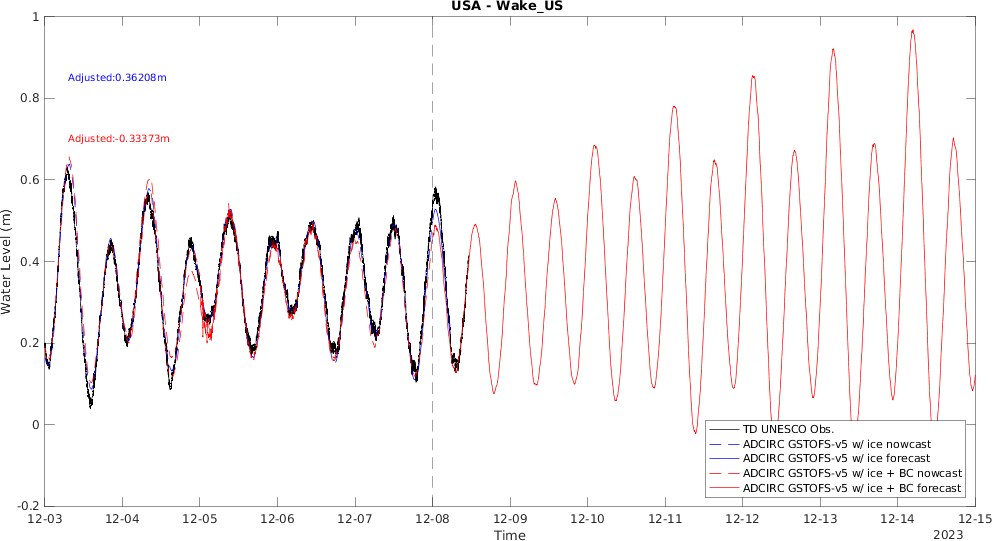 USA - Wake_US
Water Level (m)
1
0.8
0.6
0.4
0.2
0
-0.2
Adjusted:0.36208m
Adjusted:-0.33373m
TD UNESCO Obs.
ADCIRC GSTOFS-v5 w/ ice nowcast
ADCIRC GSTOFS-v5 w/ ice forecast
ADCIRC GSTOFS-v5 w/ ice + BC nowcast
ADCIRC GSTOFS-v5 w/ ice + BC forecast
12-03 12-04 12-05 12-06 12-07 12-08 12-09 12-10 12-11 12-12 12-13 12-14 12-15
Time
2023